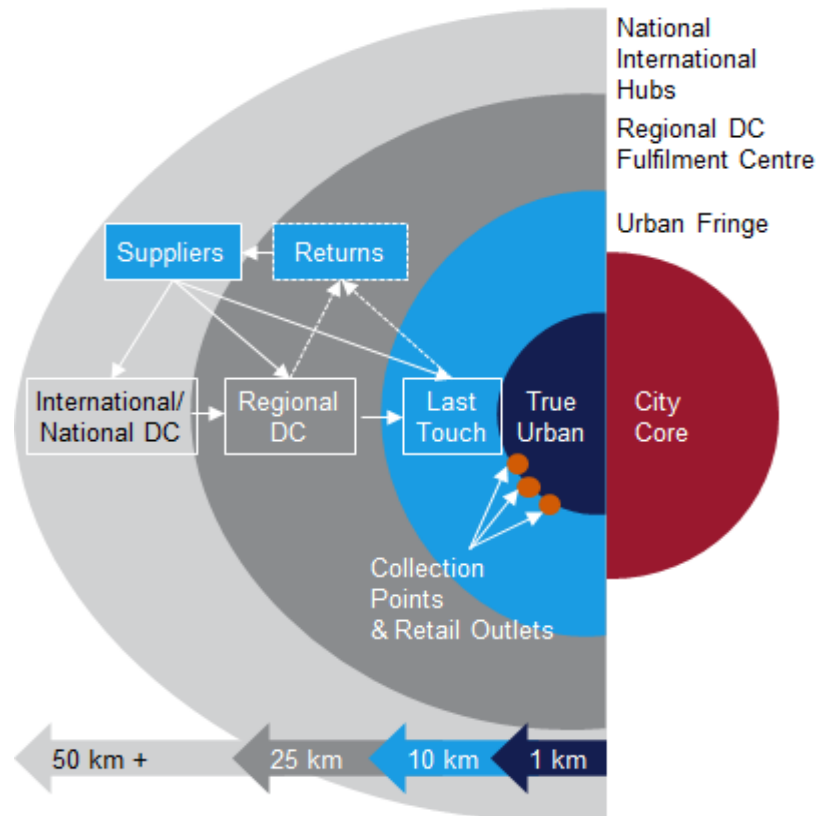 National
International
Hubs
Regional DC
Fulfilment Centre
Urban Fringe
Suppliers
Returns
International/
National DC
Regional
DC
Last
Touch
True
Urban
City
Core
Collection
Points
& Retail Outlets
50 km +
25 km
10 km
1 km